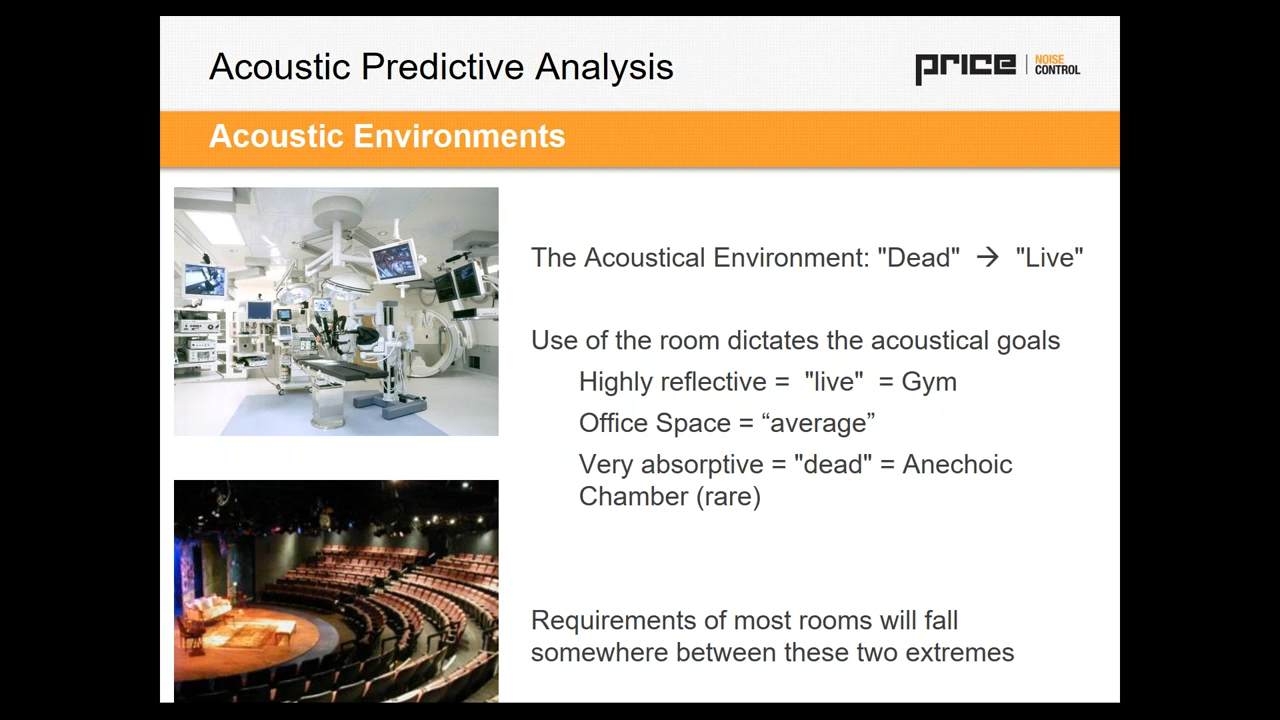 Acoustic Predictive Analysis
PRICE | NOISE
CONTROL
Acoustic Environments
The Acoustical Environment: "Dead" → "Live"
Use of the room dictates the acoustical goals
Highly reflective = "live" = Gym
Office Space = “average”
Very absorptive = "dead" = Anechoic
Chamber (rare)
Requirements of most rooms will fall
somewhere between these two extremes